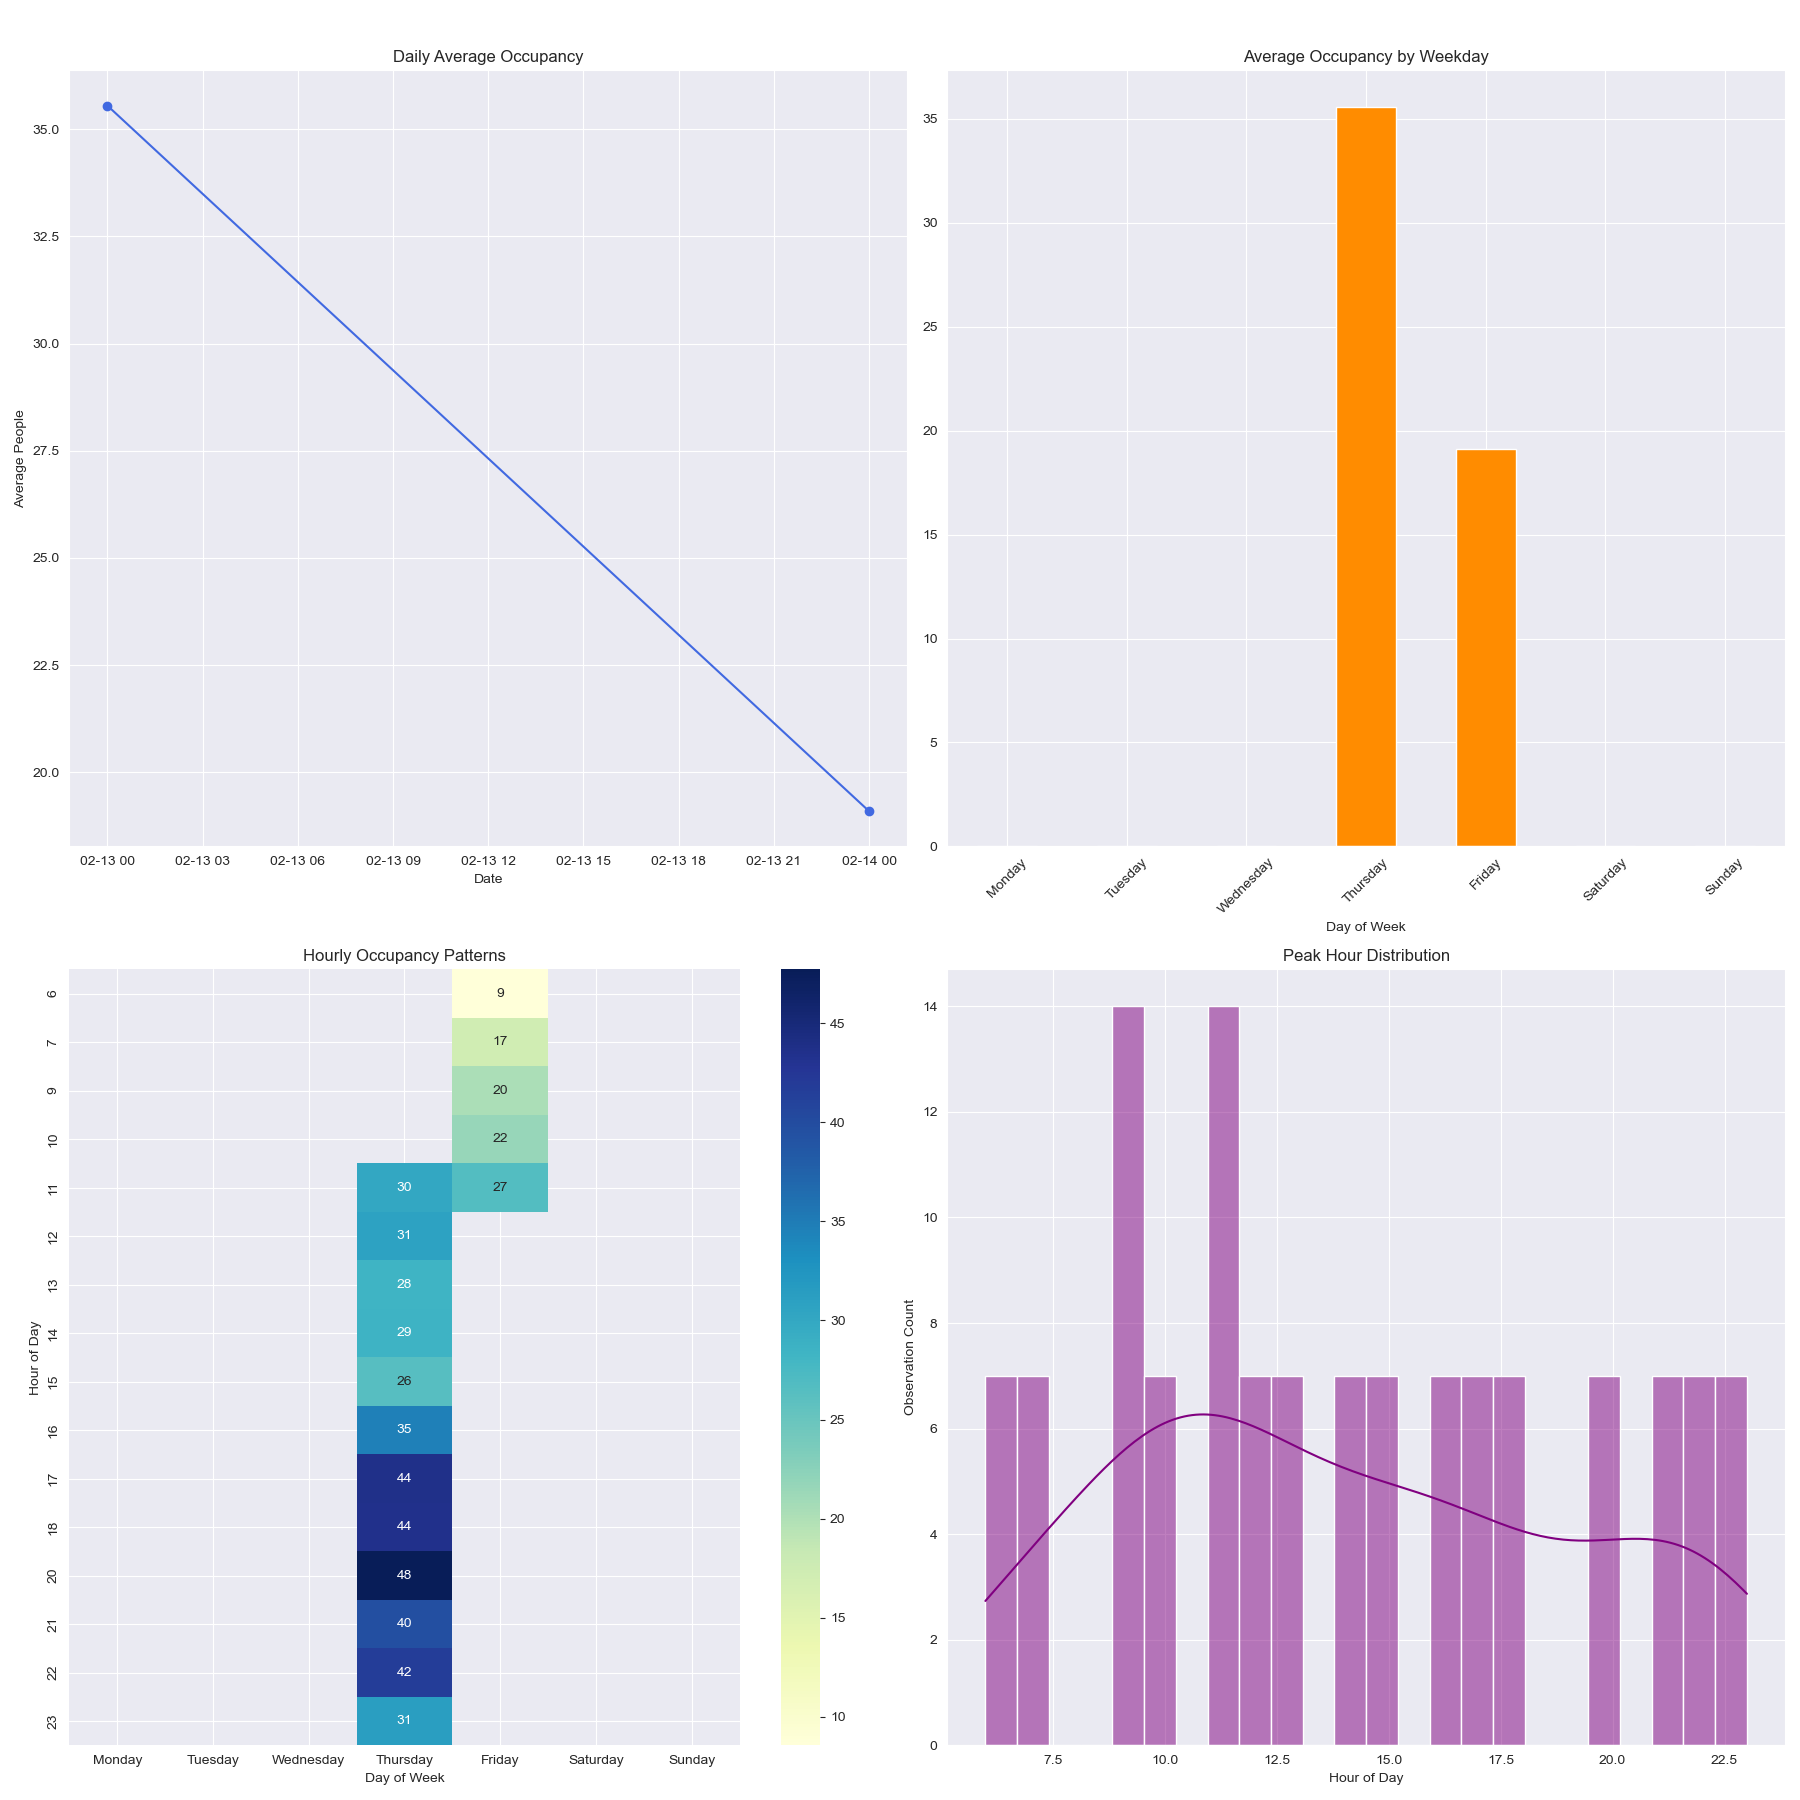 Daily Average Occupancy
35.0
32.5
30.0
27.5
25.0
22.5
20.0
Average People
02-13 00 02-13 03 02-13 06 02-13 09 02-13 12 02-13 15 02-13 18 02-13 21 02-14 00
Date
Average Occupancy by Weekday
35
30
25
20
15
10
5
0
Monday Tuesday Wednesday Thursday Friday Saturday Sunday
Day of Week
Hourly Occupancy Patterns
6 9
7 17
9 20
10 22
11 30 27
12 31
13 28
14 29
15 26
16 35
17 44
18 44
20 48
21 40
22 42
23 31
Hour of Day
Monday Tuesday Wednesday Thursday Friday Saturday Sunday
Day of Week
45
40
35
30
25
20
15
10
Peak Hour Distribution
14
12
10
8
6
4
2
0
Observation Count
7.5 10.0 12.5 15.0 17.5 20.0 22.5
Hour of Day